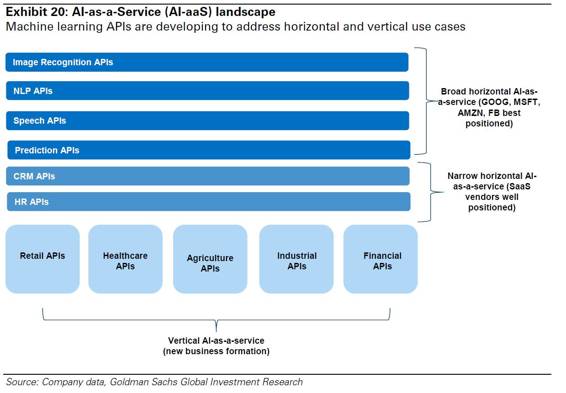 Exhibit 20: AI-as-a-Service (AI-aaS) landscape
Machine learning APIs are developing to address horizontal and vertical use cases
Image Recognition APIs
NLP APIs
Speech APIs
Prediction APIs
Broad horizontal AI-as-
a-service (GOOG, MSFT,
AMZN, FB best
positioned)
CRM APIs
HR APIs
Narrow horizontal AI-
as-a-service (SaaS
vendors well
positioned)
Retail APIs
Healthcare
APIs
Agriculture
APIs
Industrial
APIs
Financial
APIs
Vertical AI-as-a-service
(new business formation)
Source: Company data, Goldman Sachs Global Investment Research